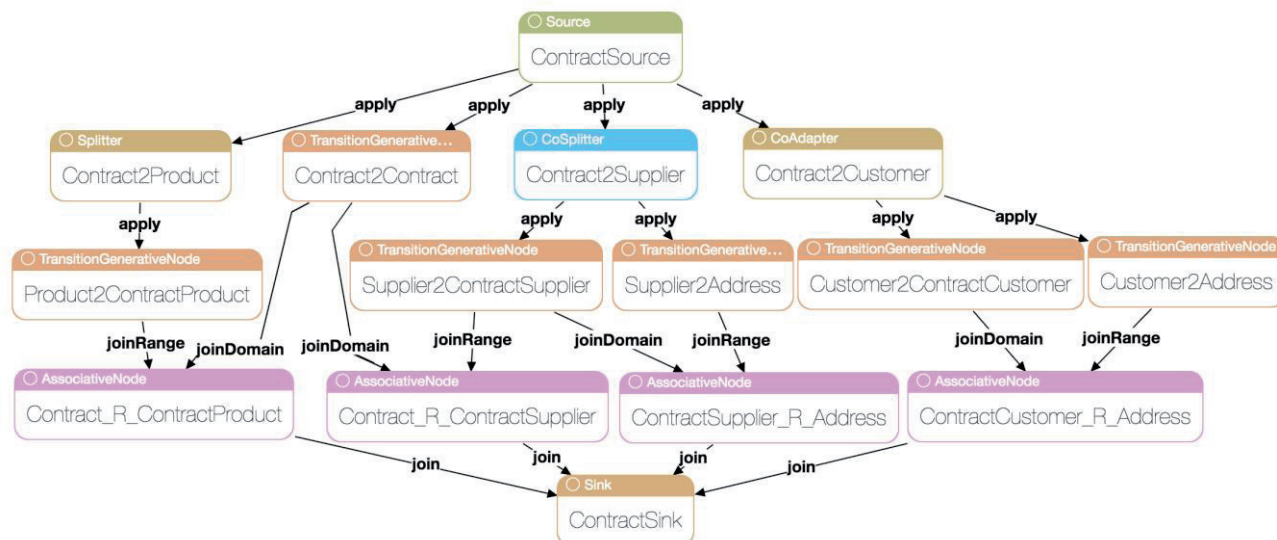 Source
ContractSource
apply
apply
apply
apply
Splitter
Contract2Product
TransitionGenerative...
Contract2Contract
CoSplitter
Contract2Supplier
CoAdapter
Contract2Customer
apply
apply
apply
apply
apply
TransitionGenerativeNode
Product2ContractProduct
TransitionGenerativeNode
Supplier2ContractSupplier
TransitionGenerative...
Supplier2Address
TransitionGenerativeNode
Customer2ContractCustomer
TransitionGenerativeNode
Customer2Address
joinRange
joinDomain
joinDomain
joinRange
joinDomain
joinRange
joinDomain
joinRange
AssociativeNode
Contract_R_ContractProduct
AssociativeNode
Contract_R_ContractSupplier
AssociativeNode
ContractSupplier_R_Address
AssociativeNode
ContractCustomer_R_Address
join
join
join
join
Sink
ContractSink